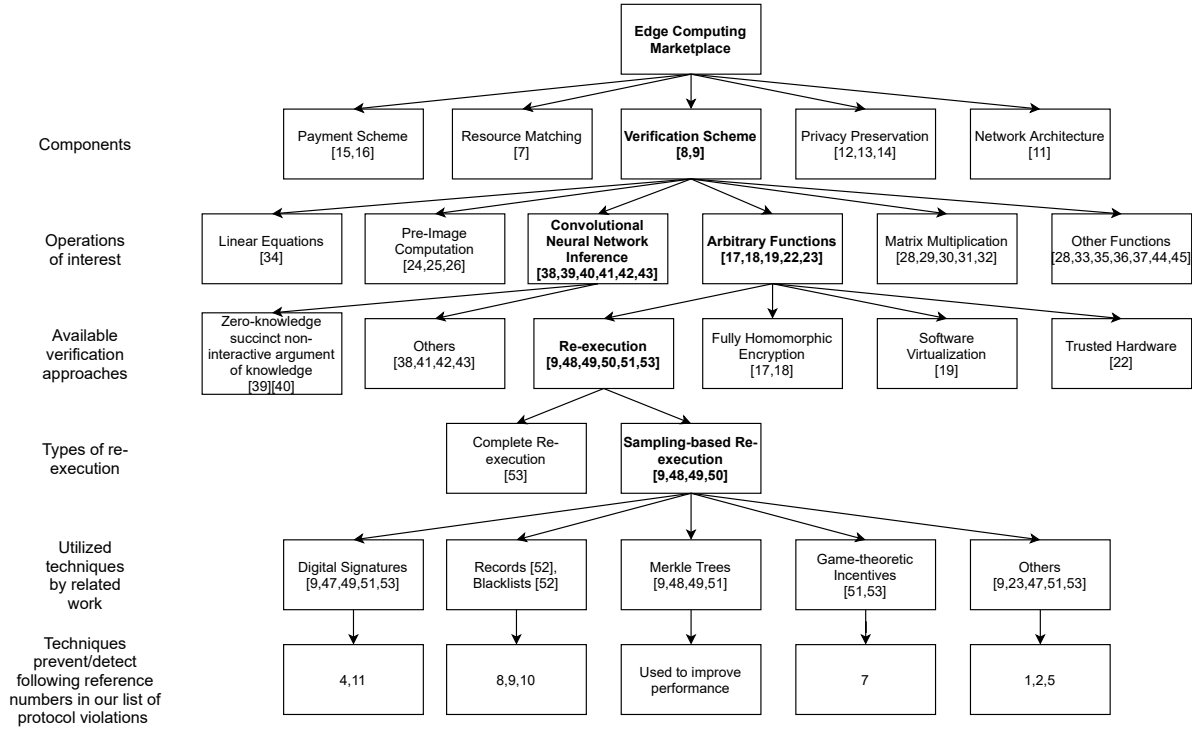 Edge Computing
Marketplace
Components
Payment Scheme
[15,16]
Resource Matching
[7]
Verification Scheme
[8,9]
Privacy Preservation
[12,13,14]
Network Architecture
[11]
Operations
of interest
Linear Equations
[34]
Pre-Image
Computation
[24,25,26]
Convolutional
Neural Network
Inference
[38,39,40,41,42,43]
Arbitrary Functions
[17,18,19,22,23]
Matrix Multiplication
[28,29,30,31,32]
Other Functions
[28,33,35,36,37,44,45]
Available
verification
approaches
Zero-knowledge
succinct non-
interactive argument
of knowledge
[39][40]
Others
[38,41,42,43]
Re-execution
[9,48,49,50,51,53]
Fully Homomorphic
Encryption
[17,18]
Software
Virtualization
[19]
Trusted Hardware
[22]
Types of re-
execution
Complete Re-
execution
[53]
Sampling-based Re-
execution
[9,48,49,50]
Utilized
techniques
by related
work
Digital Signatures
[9,47,49,51,53]
Records [52],
Blacklists [52]
Merkle Trees
[9,48,49,51]
Game-theoretic
Incentives
[51,53]
Others
[9,23,47,51,53]
Techniques
prevent/detect
following reference
numbers in our list of
protocol violations
4,11
8,9,10
Used to improve
performance
7
1,2,5